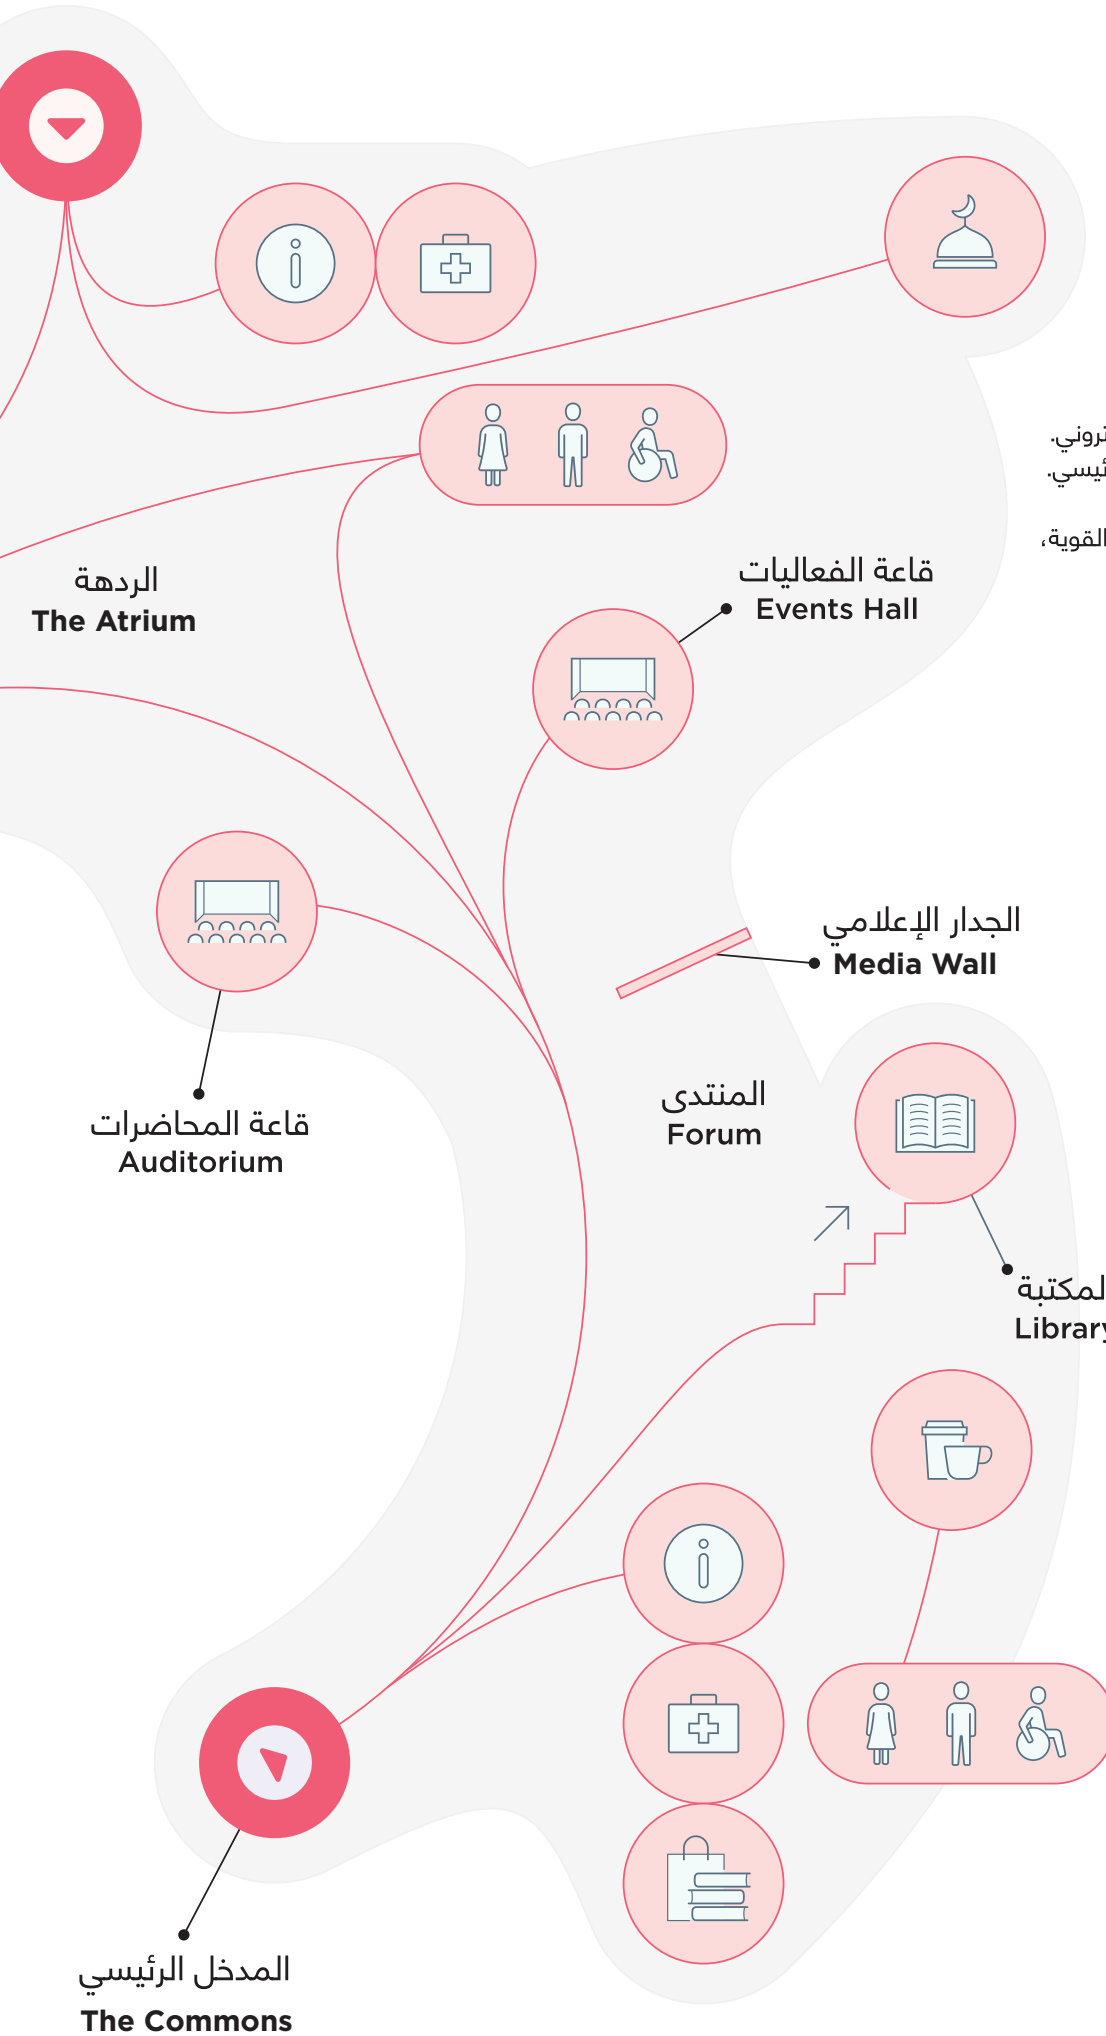 الردهة
The Atrium
قاعة الفعاليات
Events Hall
القوية،
الجدار الإعلامي
Media Wall
المنتدى
Forum
قاعة المحاضرات
Auditorium
المدخل الرئيسي
The Commons